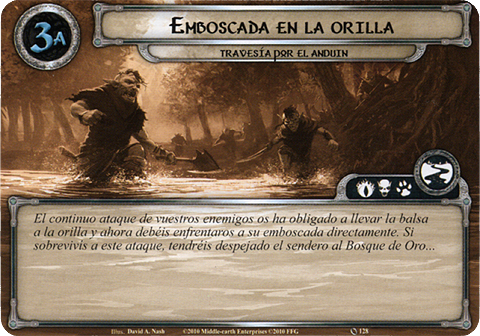 3A
EMBOSCADA EN LA ORILLA
TRAVESÍA POR EL ANDUIN
El continuo ataque de vuestros enemigos os ha obligado a llevar la balsa
a la orilla y ahora debéis enfrentaros a su emboscada directamente. Si
sobrevivís a este ataque, tendréis despejado el sendero al Bosque de Oro...
Illus. David A. Nash ©2010 Middle-earth Enterprises ©2010 FFG 128